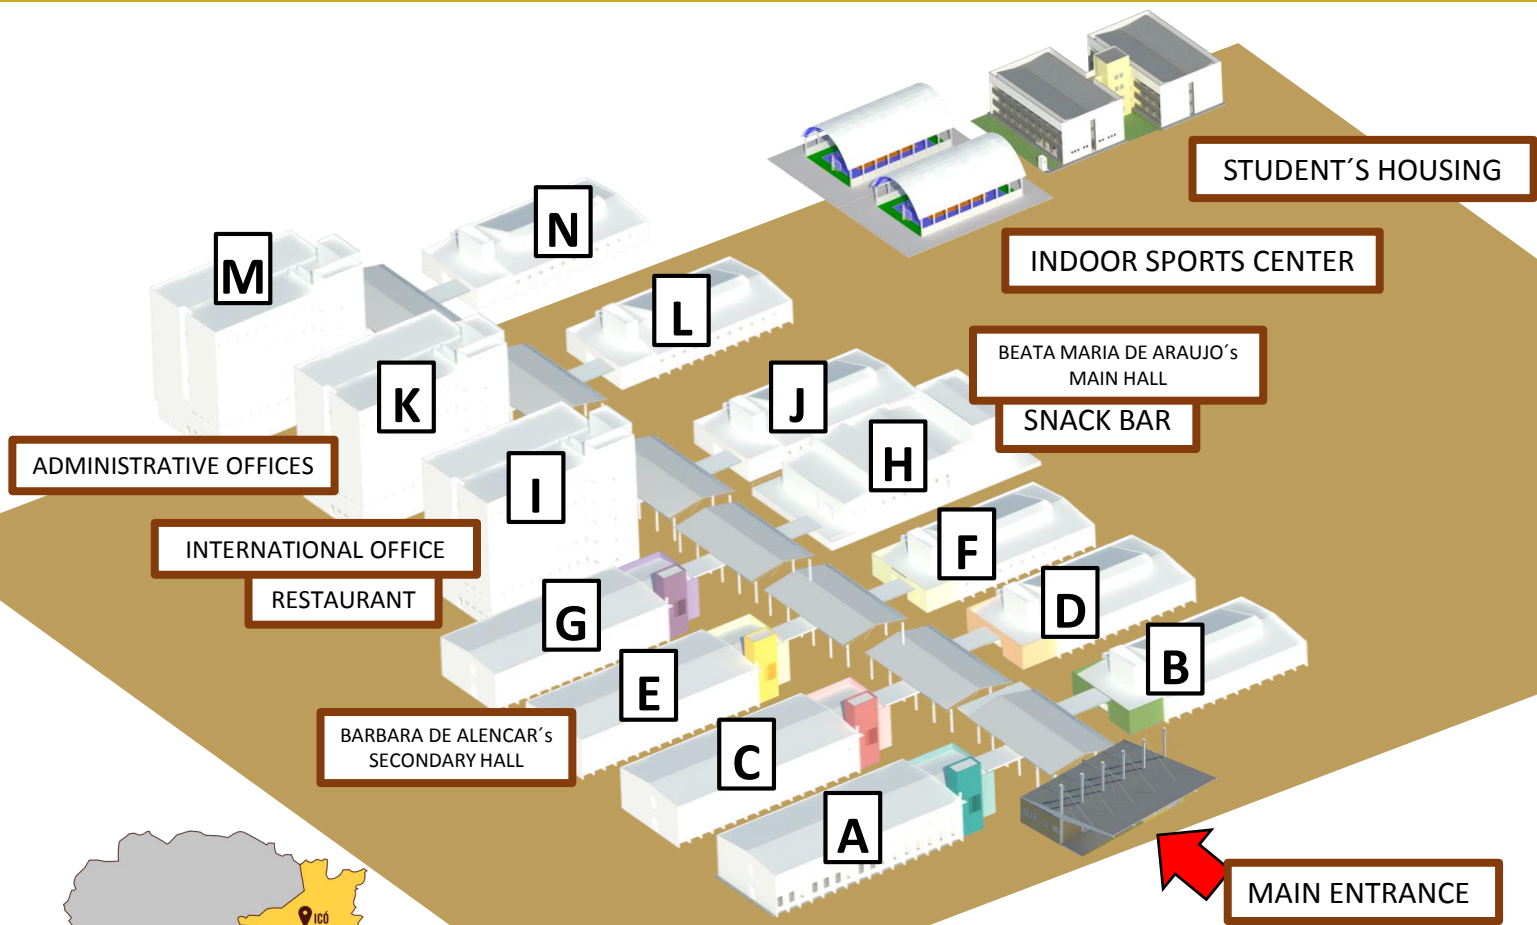 STUDENT´S HOUSING
N
M
INDOOR SPORTS CENTER
L
BEATA MARIA DE ARAUJO´s
MAIN HALL
SNACK BAR
K
J
H
ADMINISTRATIVE OFFICES
I
INTERNATIONAL OFFICE
RESTAURANT
F
G
D
E
B
BARBARA DE ALENCAR´s
SECONDARY HALL
C
A
MAIN ENTRANCE
ICÓ